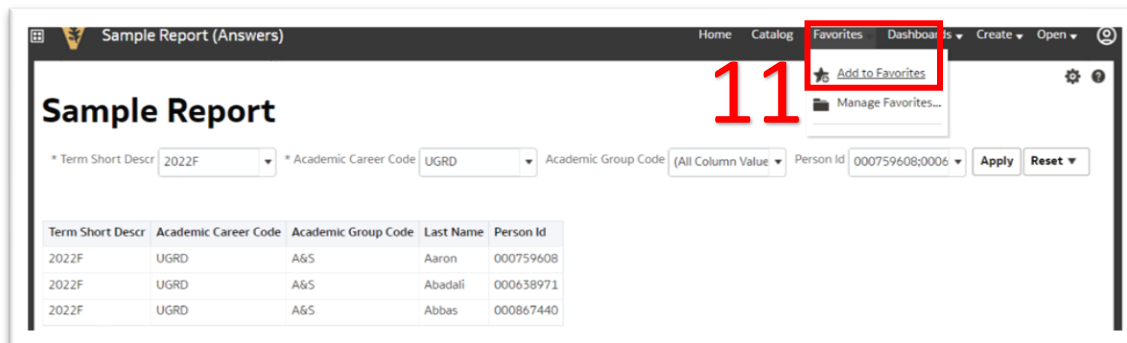 Sample Report (Answers) Home Catalog Favorites Dashboards Create Open
11
Add to Favorites
Manage Favorites...
Sample Report
* Term Short Descr 2022F * Academic Career Code UGRD Academic Group Code (All Column Value Person Id 000759608;0006 Apply Reset
Term Short Descr Academic Career Code Academic Group Code Last Name Person Id
2022F UGRD A&S Aaron 000759608
2022F UGRD A&S Abadali 000638971
2022F UGRD A&S Abbas 000867440